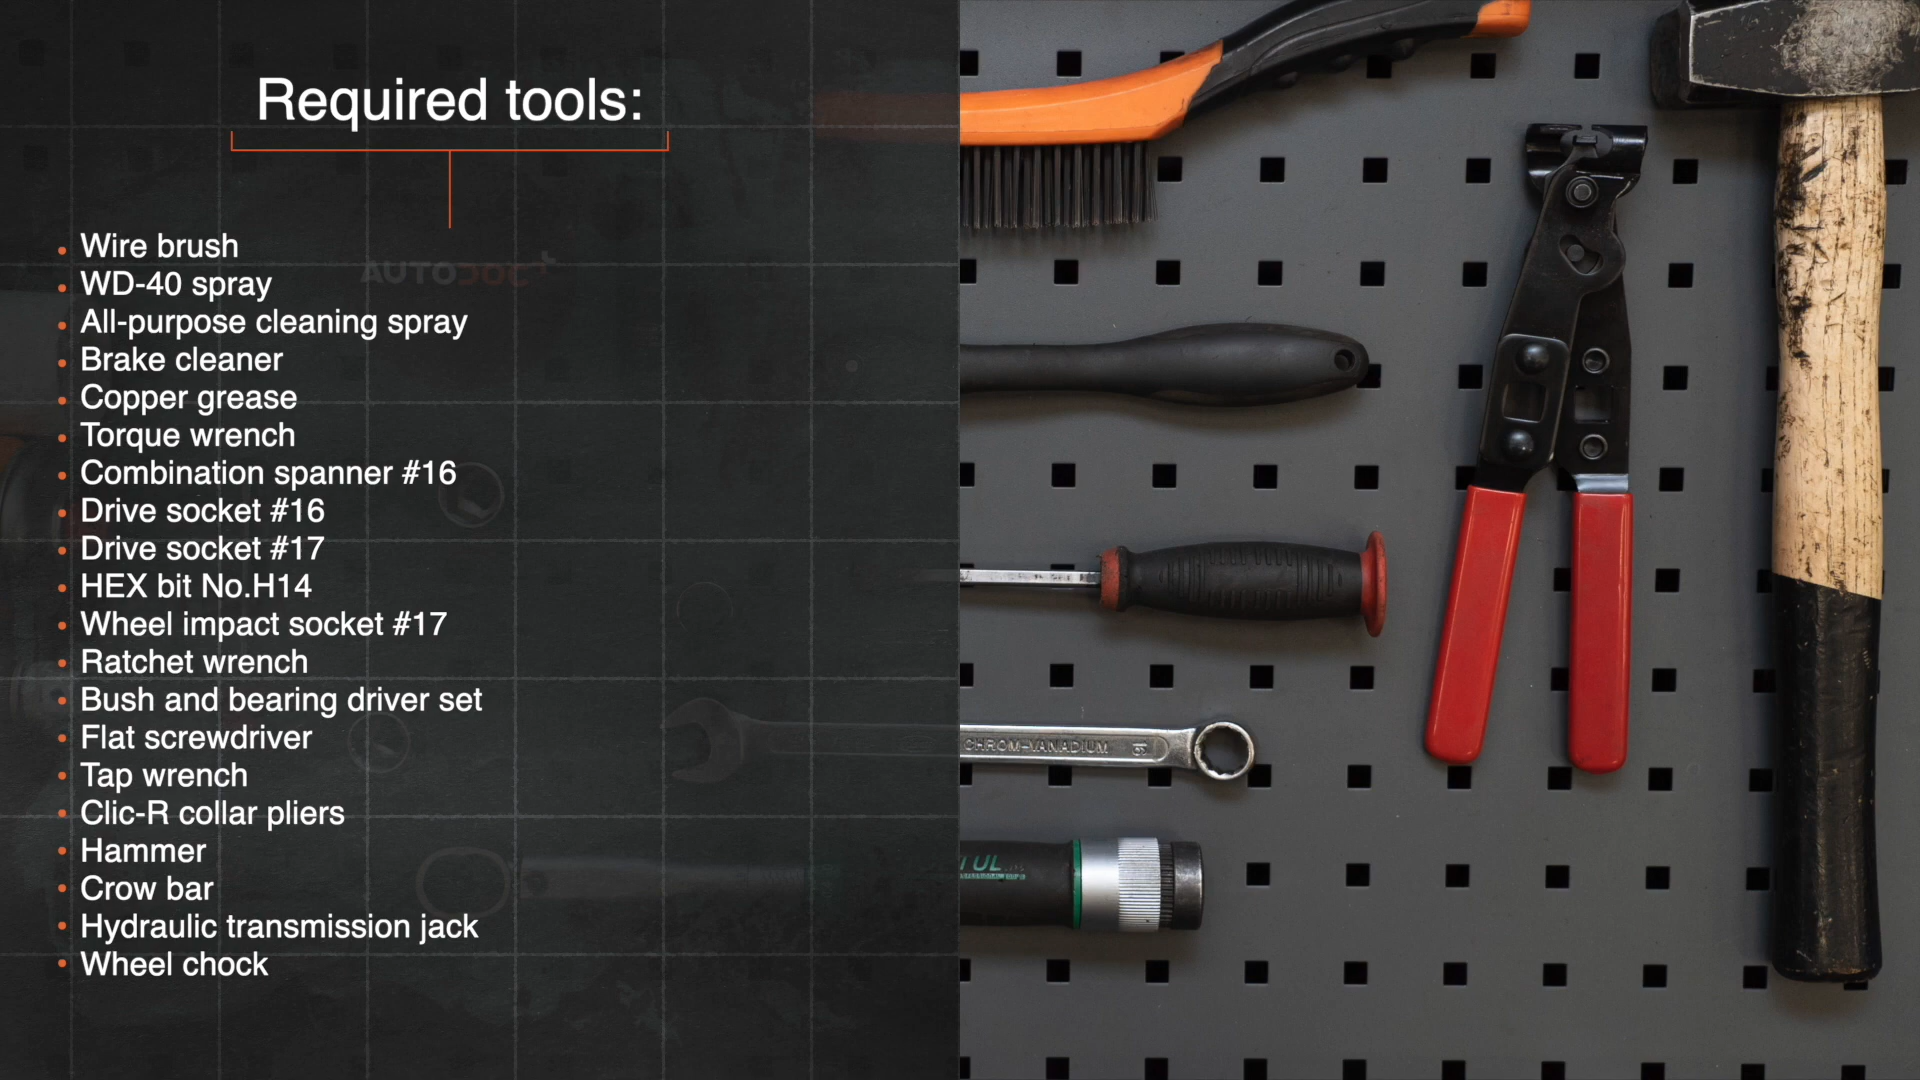 Required tools:
AUTODOC
Wire brush
WD-40 spray
All-purpose cleaning spray
Brake cleaner
Copper grease
Torque wrench
Combination spanner #16
Drive socket #16
Drive socket #17
HEX bit No.H14
Wheel impact socket #17
Ratchet wrench
Bush and bearing driver set
Flat screwdriver
Tap wrench
Clic-R collar pliers
Hammer
Crow bar
Hydraulic transmission jack
Wheel chock
CHROM-VANADIUM